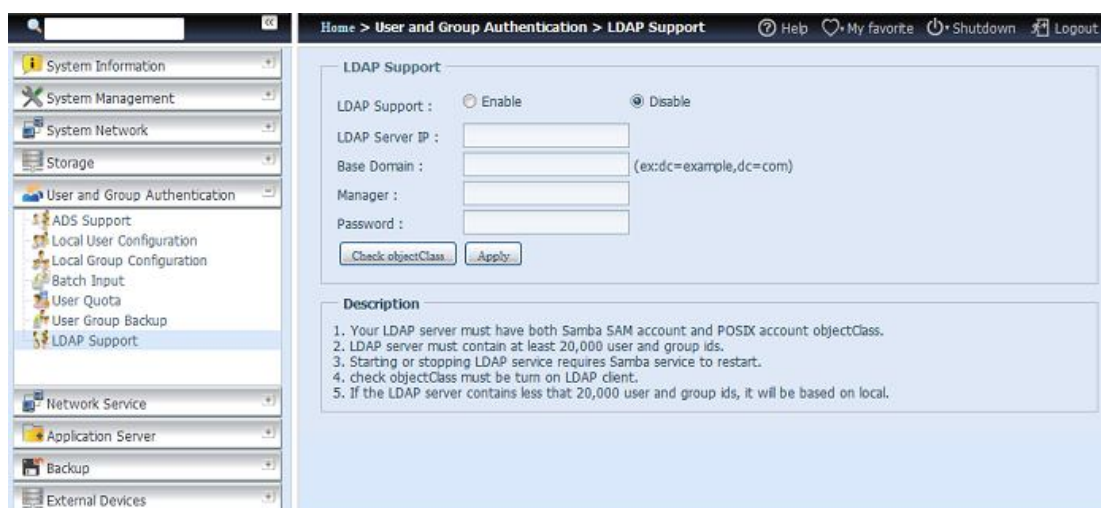 Home > User and Group Authentication > LDAP Support
Help My favorite Shutdown Logout
System Information
System Management
System Network
Storage
User and Group Authentication
ADS Support
Local User Configuration
Local Group Configuration
Batch Input
User Quota
User Group Backup
LDAP Support
Network Service
Application Server
Backup
External Devices
LDAP Support
LDAP Support : Enable Disable
LDAP Server IP :
Base Domain : (ex:dc=example,dc=com)
Manager :
Password :
Check objectClass Apply
Description
1. Your LDAP server must have both Samba SAM account and POSIX account objectClass.
2. LDAP server must contain at least 20,000 user and group ids.
3. Starting or stopping LDAP service requires Samba service to restart.
4. check objectClass must be turn on LDAP client.
5. If the LDAP server contains less that 20,000 user and group ids, it will be based on local.